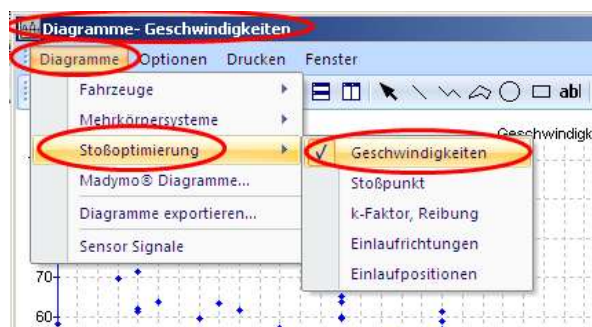 Diagramme- Geschwindigkeiten
Diagramme Optionen Drucken Fenster
Fahrzeuge
Mehrkörpersysteme
Stoßoptimierung
Madymo® Diagramme...
Diagramme exportieren...
Sensor Signale
abl
Geschwindigk
Geschwindigkeiten
Stoßpunkt
k-Faktor, Reibung
Einlaufrichtungen
Einlaufpositionen
70
60